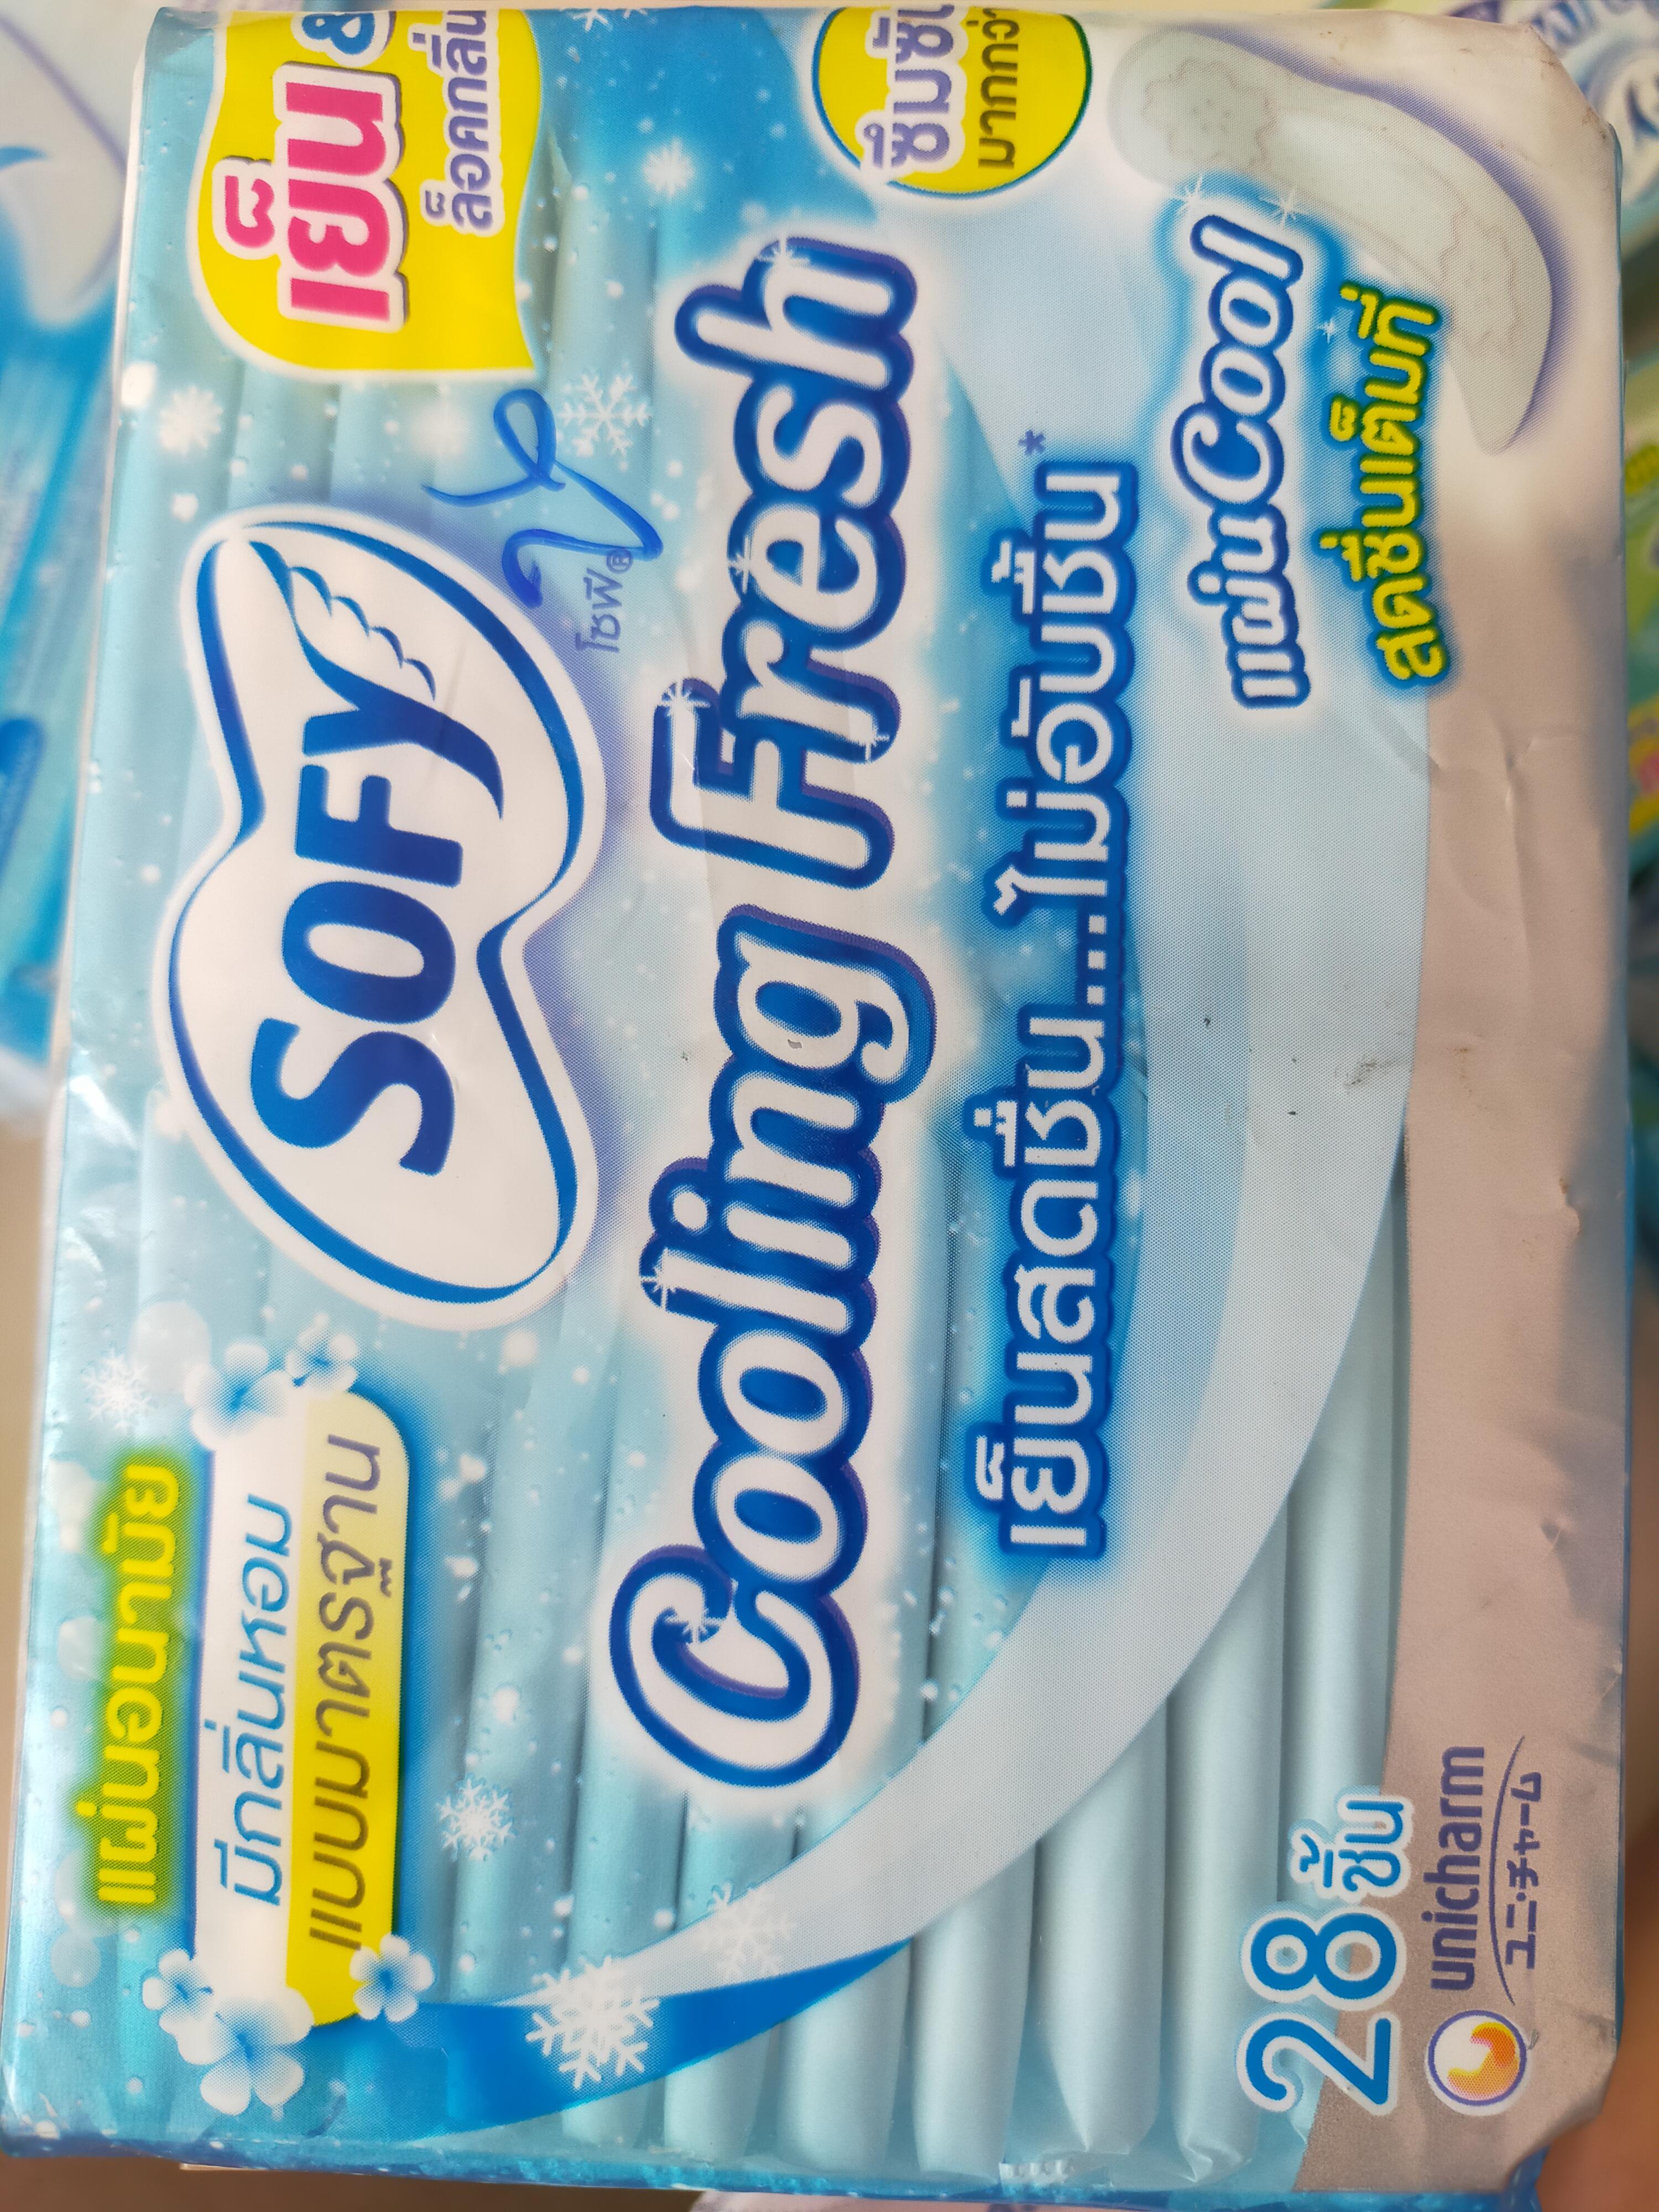 แผ่นอนามัย
มีกลิ่นหอม
แบบมาตรฐาน
SOFY
โซฟี®
เย็น &
ล็อคกลิ่น
Cooling Fresh
เย็นสดชื่น...ไม่อับชื้น*
ซึมซับ
มากกว่า
แผ่น Cool
สดชื่นเต็มที่
28 ชิ้น
unicharm
ユニ・チャーム